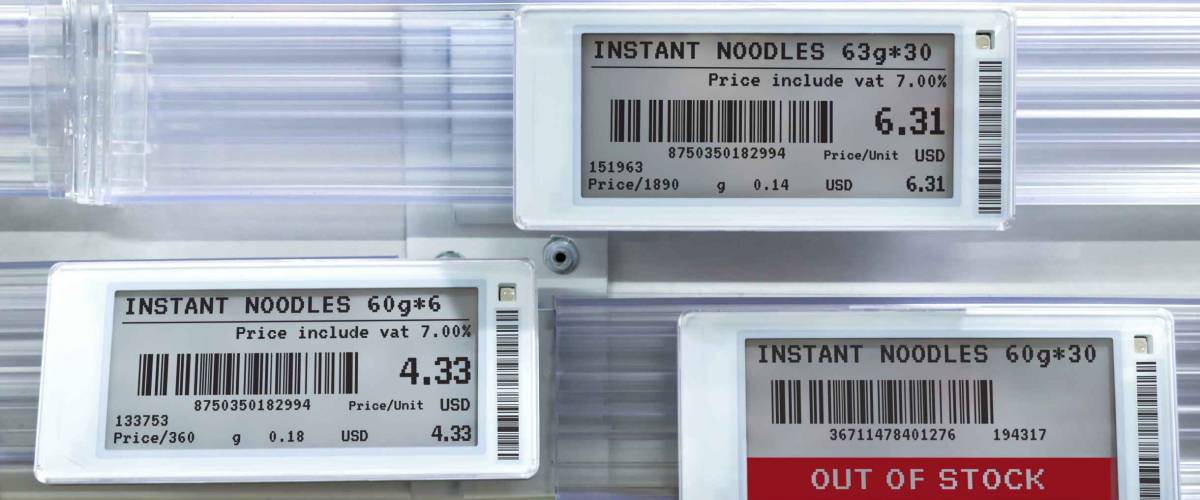 INSTANT NOODLES 63g*30
Price include vat 7.00%
6.31
8750350182994 Price/Unit USD
151963
Price/1890 g 0.14 USD 6.31
INSTANT NOODLES 60g*6
Price include vat 7.00%
4.33
8750350182994 Price/Unit USD
133753
Price/360 g 0.18 USD 4.33
INSTANT NOODLES 60g*30
36711478401276 194317
OUT OF STOCK